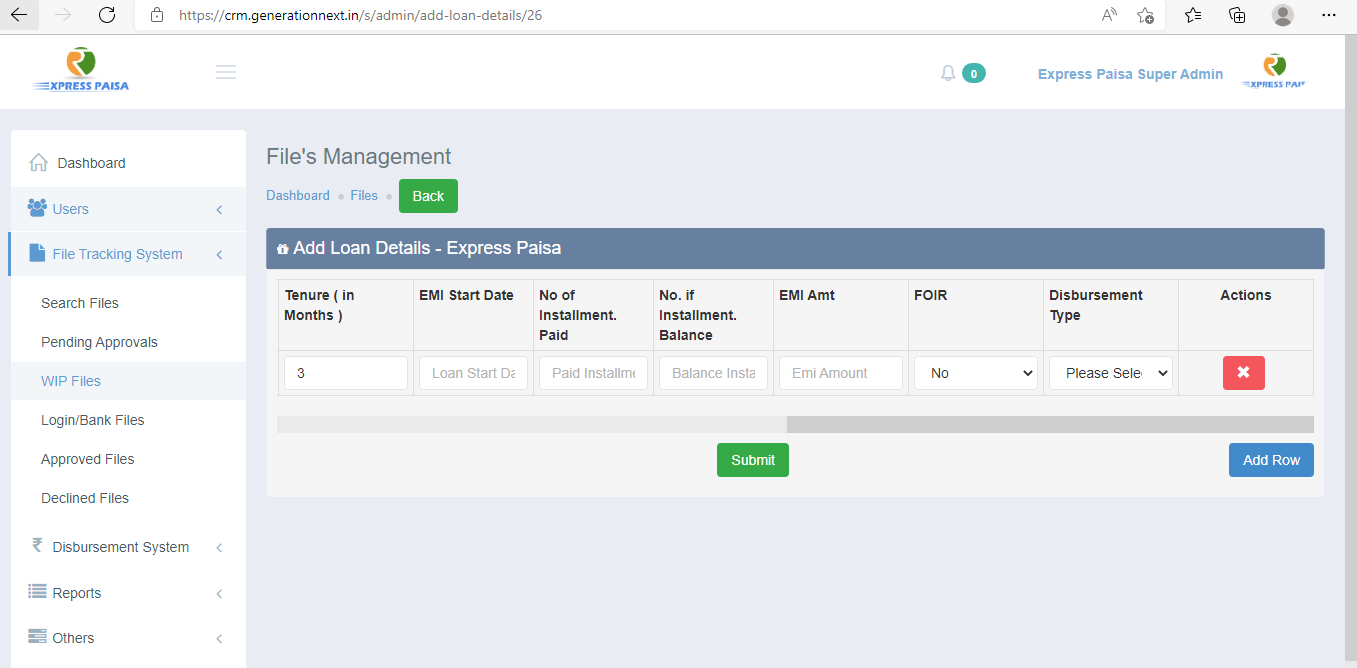 https://crm.generationnext.in/s/admin/add-loan-details/26
XPRESS PAISA
0
Express Paisa Super Admin
Dashboard
Users
File Tracking System
Search Files
Pending Approvals
WIP Files
Login/Bank Files
Approved Files
Declined Files
Disbursement System
Reports
Others
File's Management
Dashboard Files Back
Add Loan Details - Express Paisa
Tenure ( in Months )
EMI Start Date
No of Installment. Paid
No. if Installment. Balance
EMI Amt
FOIR
Disbursement Type
Actions
3
Loan Start Da
Paid Installme
Balance Insta
Emi Amount
No
Please Sele
Submit
Add Row